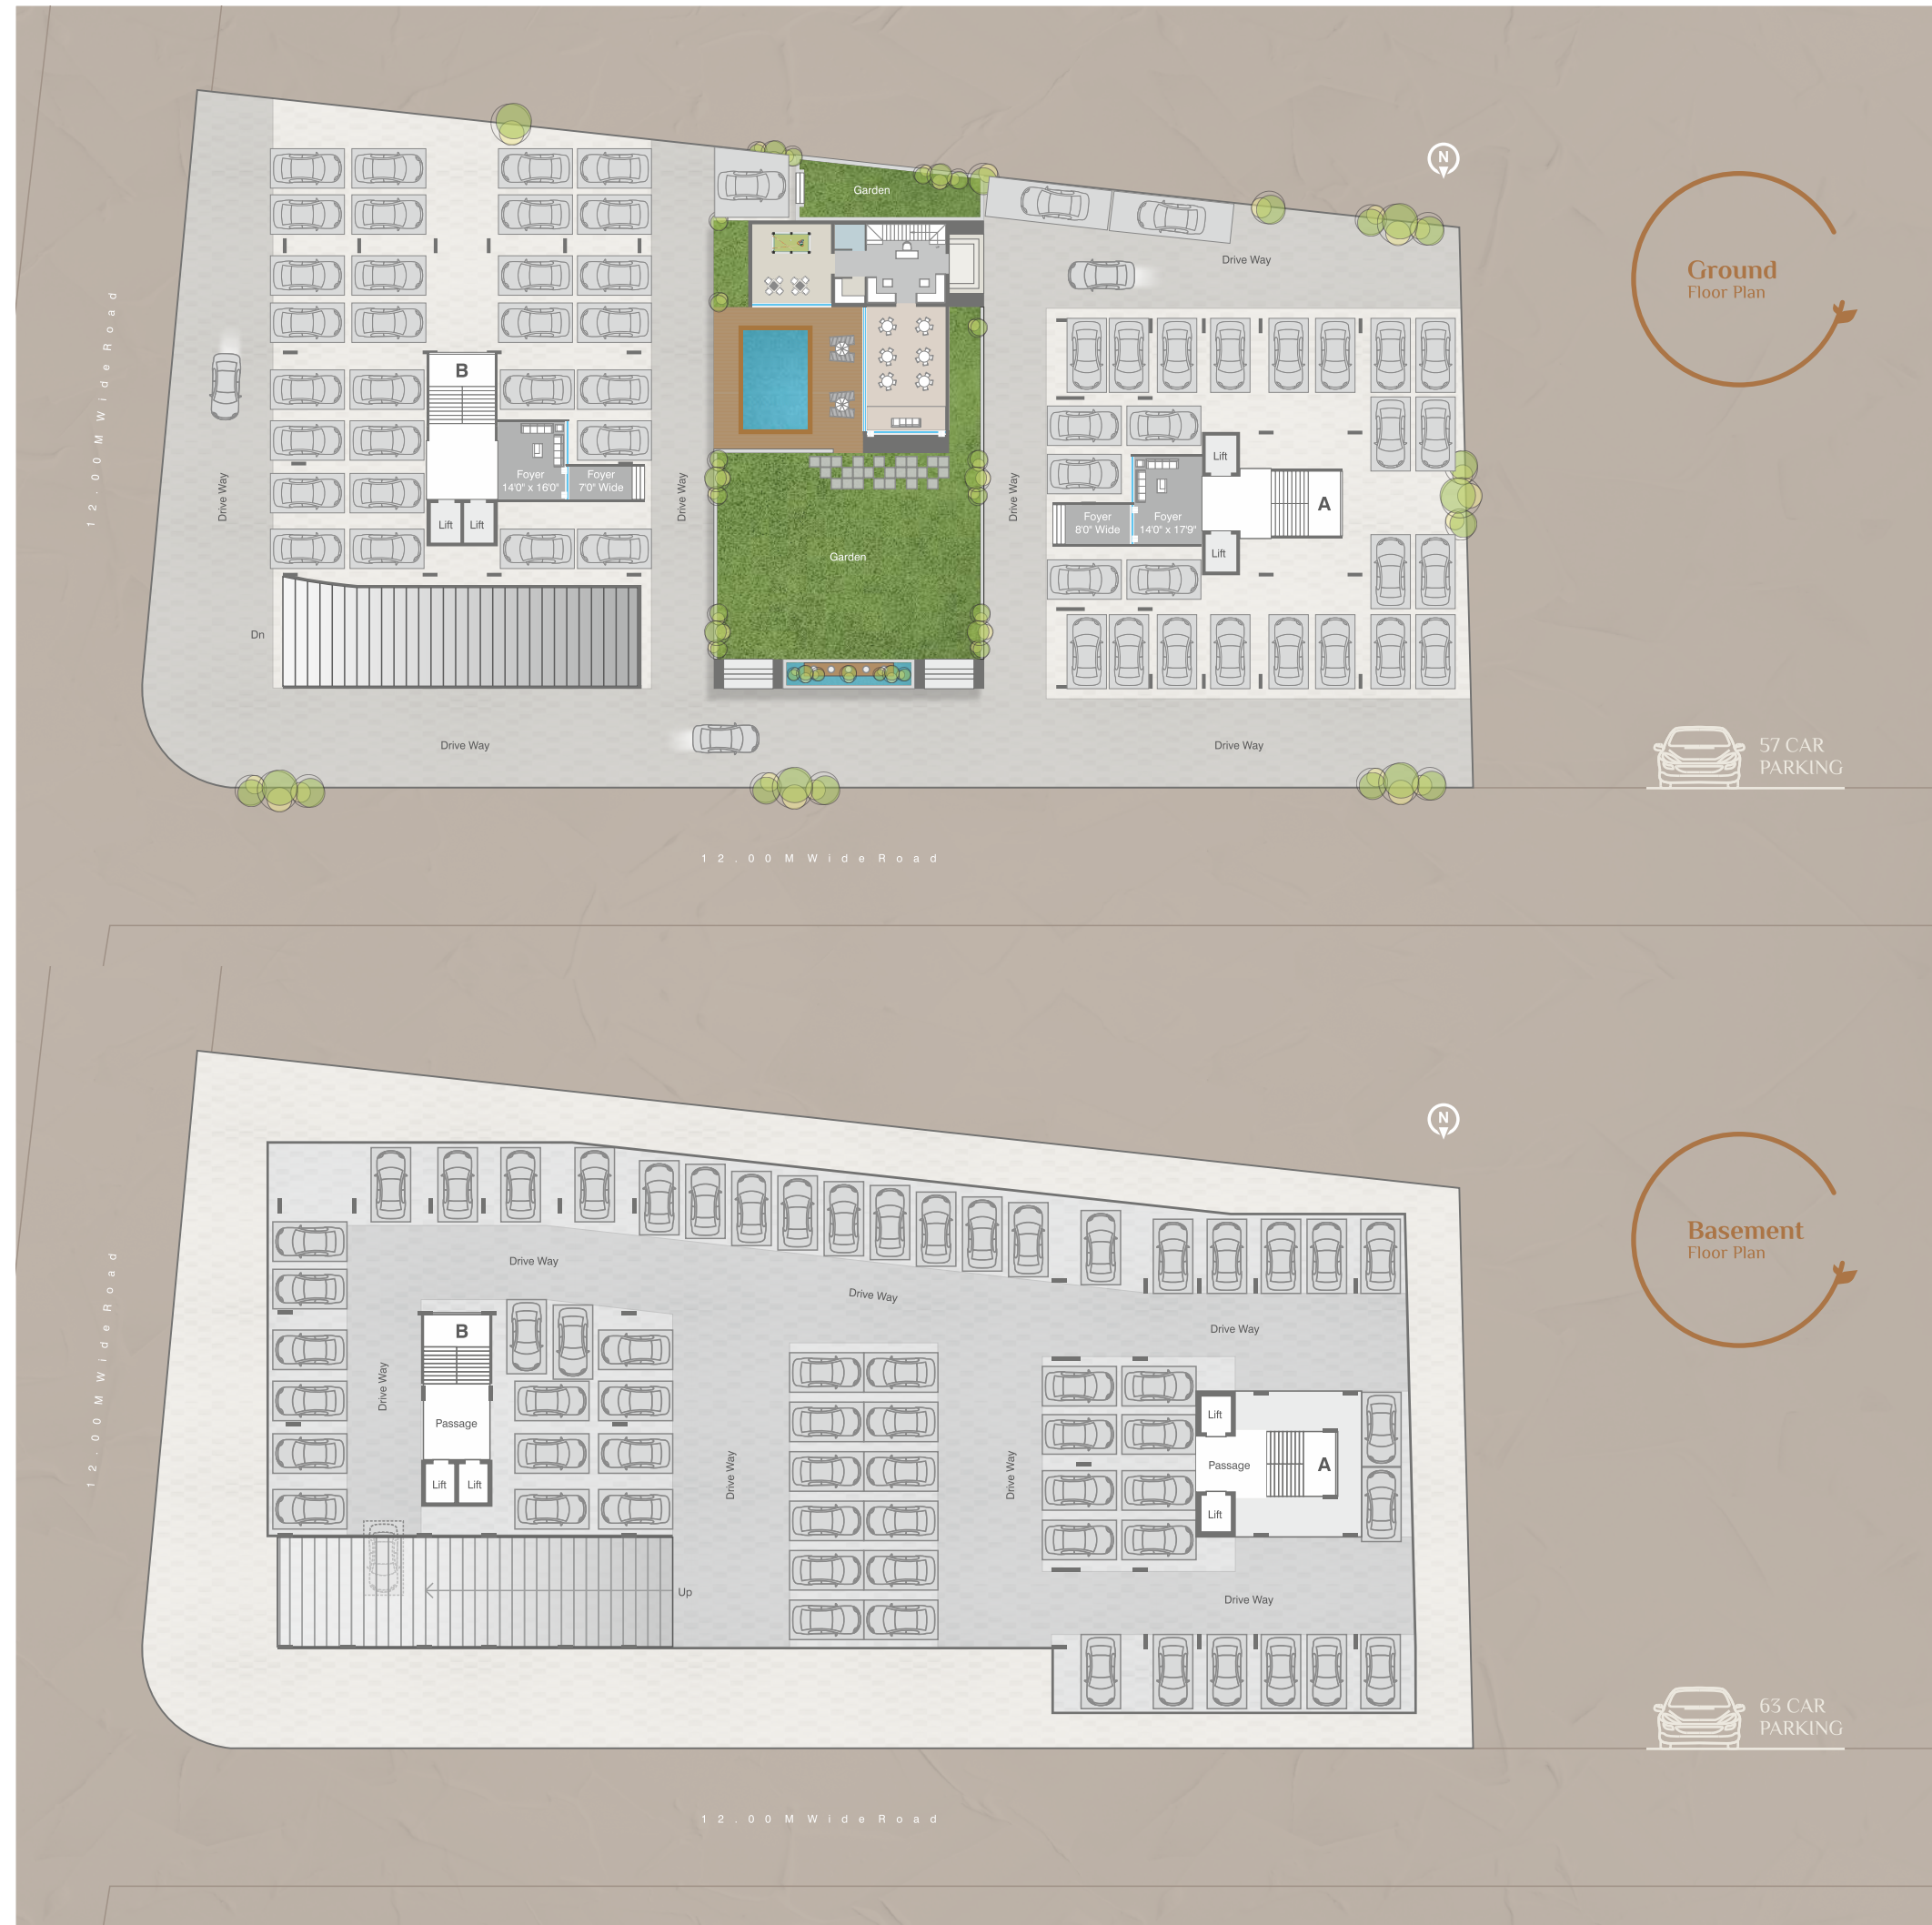 Garden
N
Ground
Floor Plan
Drive Way
12.00 M Wide Road
B
Foyer
14'0" x 16'0"
Foyer
7'0" Wide
Lift
Lift
Drive Way
Drive Way
Drive Way
Lift
A
Foyer
8'0" Wide
Foyer
14'0" x 17'9"
Lift
Garden
Dn
Drive Way
Drive Way
57 CAR
PARKING
12.00 M Wide Road
N
Basement
Floor Plan
Drive Way
Drive Way
Drive Way
12.00 M Wide Road
B
Drive Way
Passage
Lift
Lift
Drive Way
Drive Way
Lift
Passage
A
Lift
Up
Drive Way
63 CAR
PARKING
12.00 M Wide Road